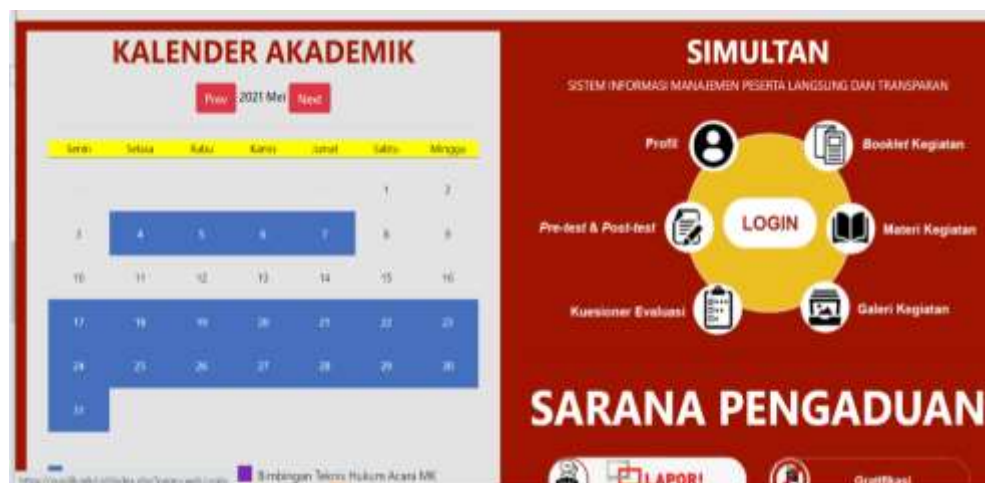 KALENDER AKADEMIK
Prev 2021 Mei Next
Senin Selasa Rabu Kamis Jumat Sabtu Minggu
1 2
3 4 5 6 7 8 9
10 11 12 13 14 15 16
17 18 19 20 21 22 23
24 25 26 27 28 29 30
31
Bimbingan Teknis Hukum Acara MK
SIMULTAN
SISTEM INFORMASI MANAJEMEN PESERTA LANGSUNG DAN TRANSPARAN
Profil
Booklet Kegiatan
Pre-test & Post-test
LOGIN
Materi Kegiatan
Kuesioner Evaluasi
Galeri Kegiatan
SARANA PENGADUAN
LAPOR!
Gratifikasi